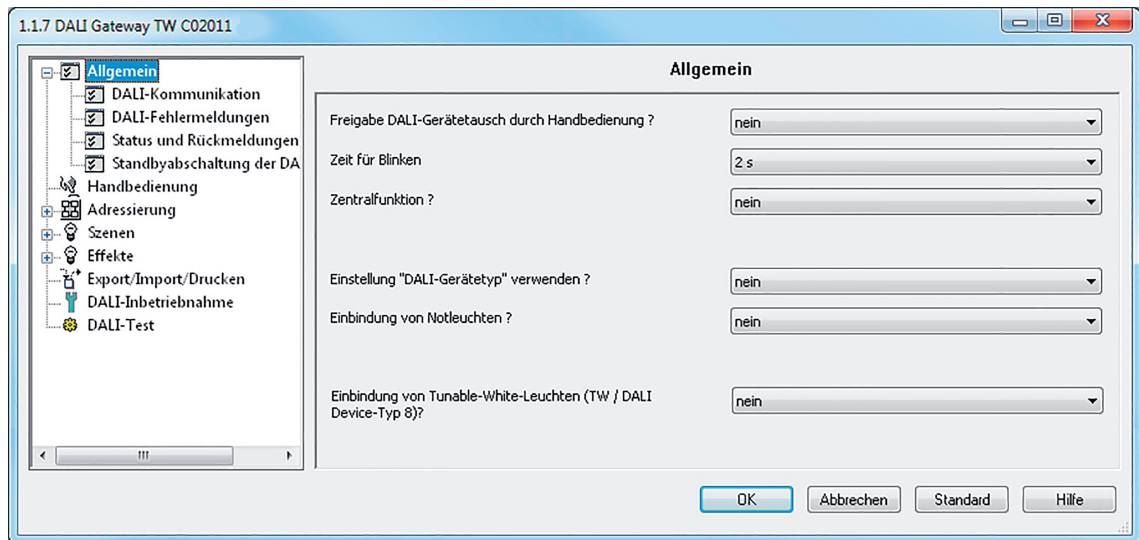 1.1.7 DALI Gateway TW C02011
Allgemein
DALI-Kommunikation
DALI-Fehlermeldungen
Status und Rückmeldungen
Standbyabschaltung der DA
Handbedienung
Adressierung
Szenen
Effekte
Export/Import/Drucken
DALI-Inbetriebnahme
DALI-Test
Allgemein
Freigabe DALI-Gerätetausch durch Handbedienung ?
nein
Zeit für Blinken
2 s
Zentralfunktion ?
nein
Einstellung "DALI-Gerätetyp" verwenden ?
nein
Einbindung von Notleuchten ?
nein
Einbindung von Tunable-White-Leuchten (TW / DALI
Device-Typ 8)?
nein
OK
Abbrechen
Standard
Hilfe